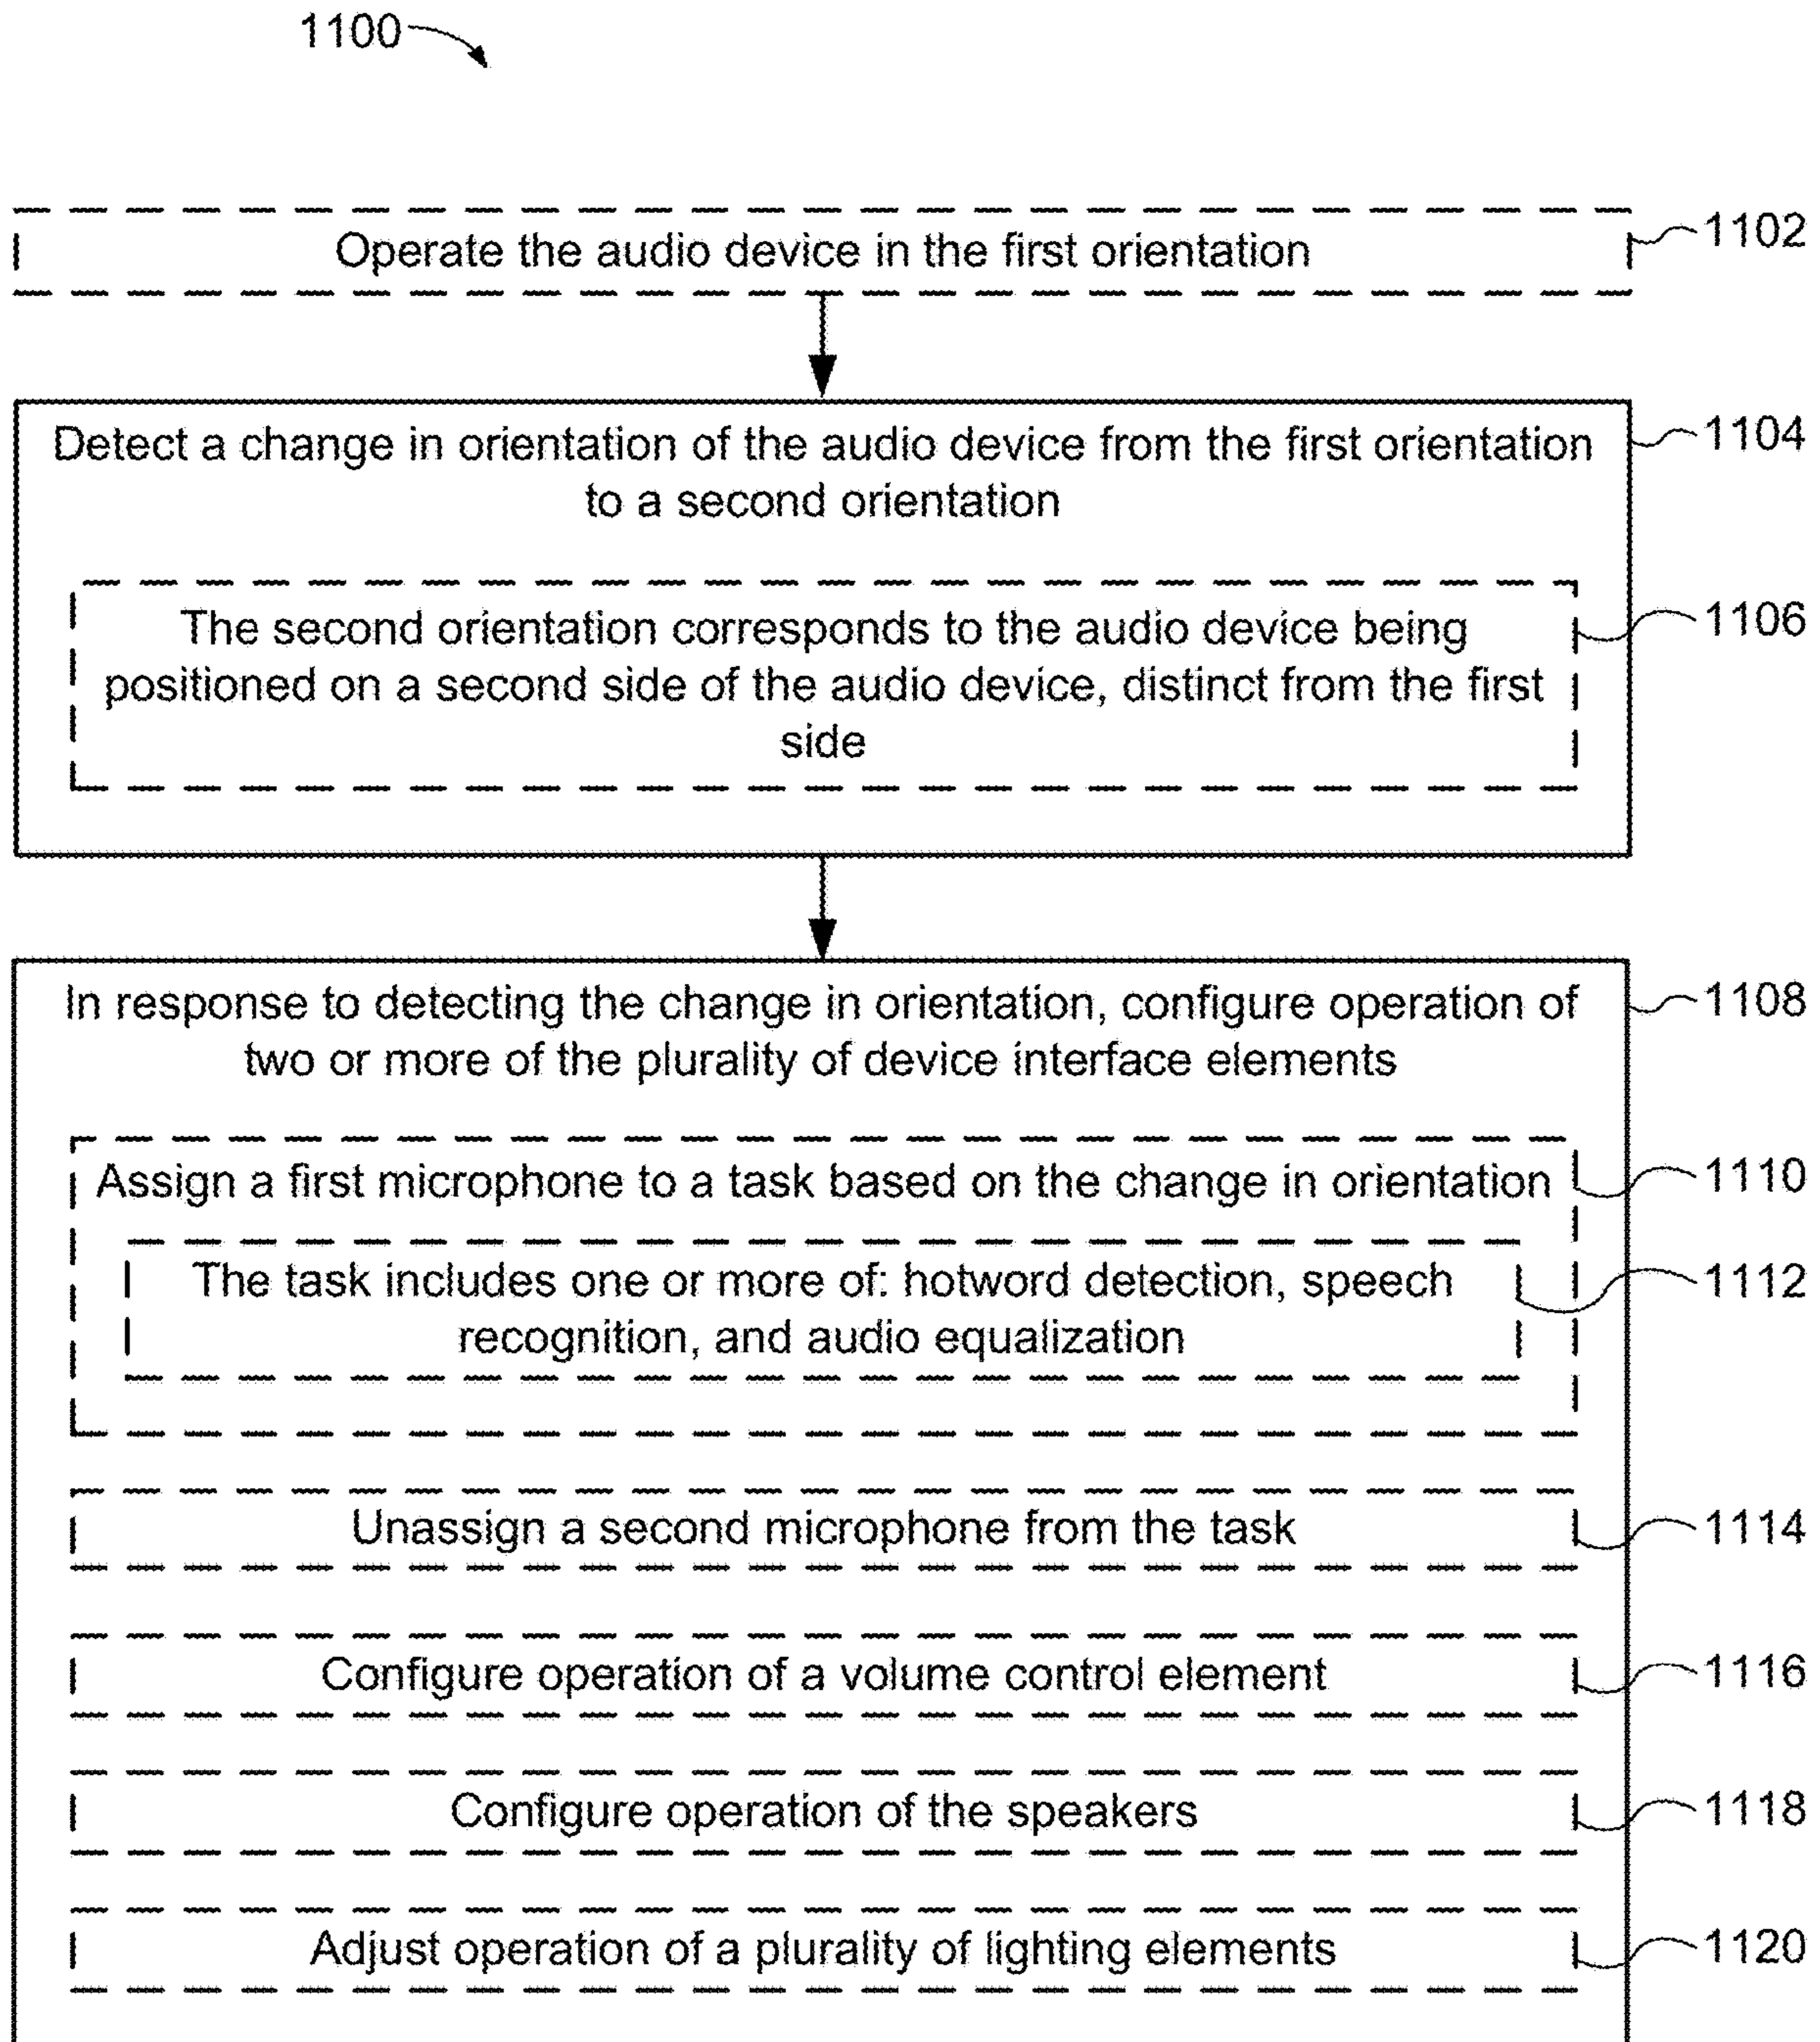 1100
Operate the audio device in the first orientation
1102
Detect a change in orientation of the audio device from the first orientation
to a second orientation
1104
The second orientation corresponds to the audio device being
positioned on a second side of the audio device, distinct from the first
side
1106
In response to detecting the change in orientation, configure operation of
two or more of the plurality of device interface elements
1108
Assign a first microphone to a task based on the change in orientation
1110
The task includes one or more of: hotword detection, speech
recognition, and audio equalization
1112
Unassign a second microphone from the task
1114
Configure operation of a volume control element
1116
Configure operation of the speakers
1118
Adjust operation of a plurality of lighting elements
1120